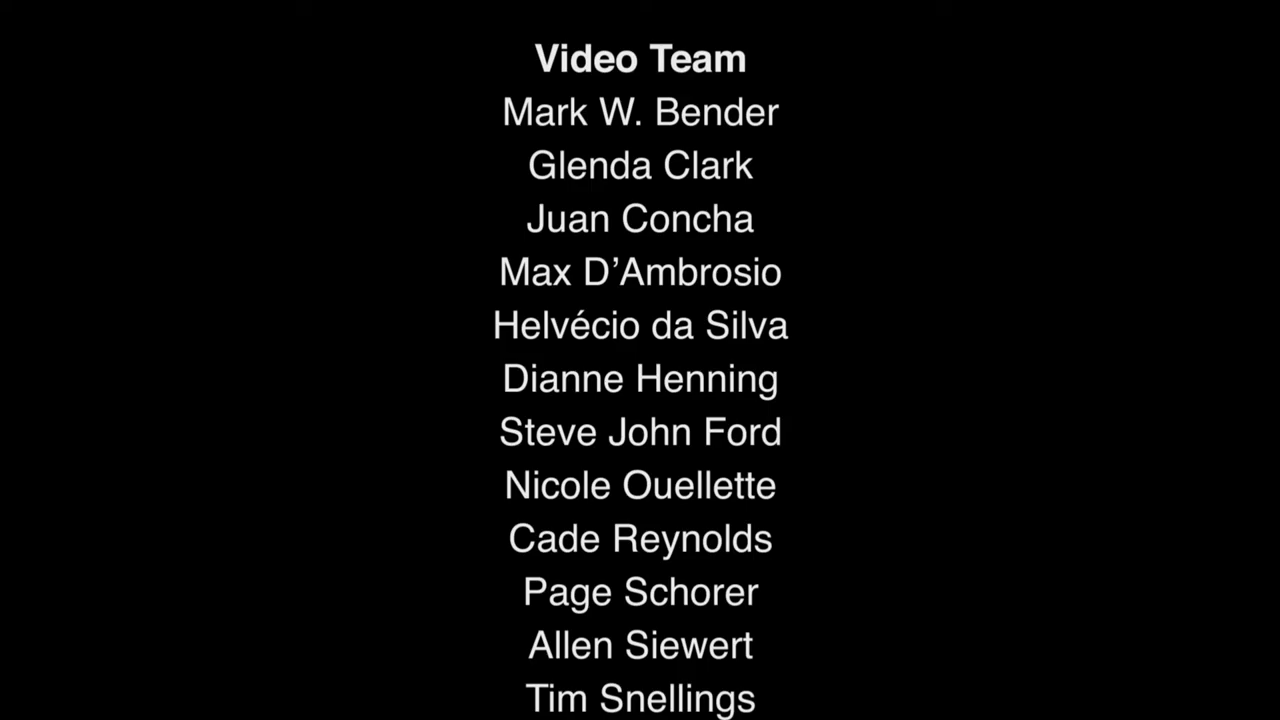 Video Team
Mark W. Bender
Glenda Clark
Juan Concha
Max D’Ambrosio
Helvécio da Silva
Dianne Henning
Steve John Ford
Nicole Ouellette
Cade Reynolds
Page Schorer
Allen Siewert
Tim Snellings